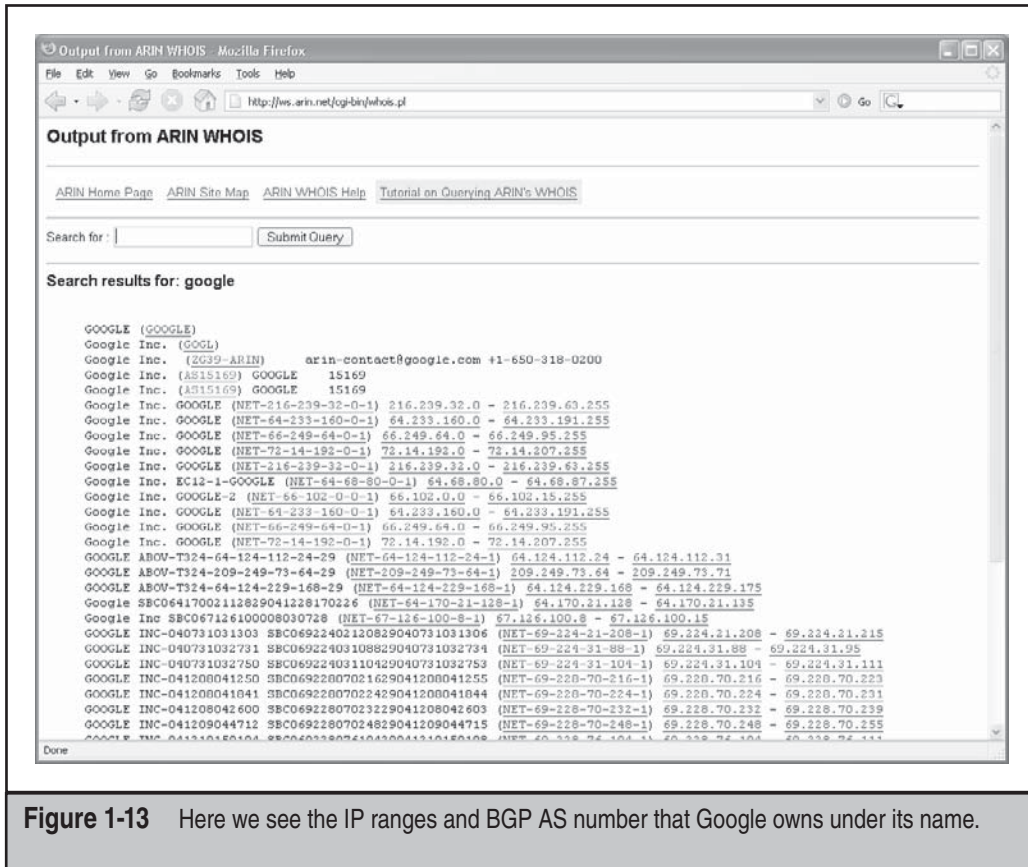 Output from ARIN WHOIS - Mozilla Firefox
File Edit View Go Bookmarks Tools Help
http://ws.arin.net/cgi-bin/whois.pl Go
Output from ARIN WHOIS
ARIN Home Page ARIN Site Map ARIN WHOIS Help Tutorial on Querying ARIN's WHOIS
Search for : Submit Query
Search results for: google
GOOGLE (GOOGLE)
Google Inc. (GOGL)
Google Inc. (ZG39-ARIN) arin-contact@google.com +1-650-318-0200
Google Inc. (AS15169) GOOGLE 15169
Google Inc. (AS15169) GOOGLE 15169
Google Inc. GOOGLE (NET-216-239-32-0-1) 216.239.32.0 - 216.239.63.255
Google Inc. GOOGLE (NET-64-233-160-0-1) 64.233.160.0 - 64.233.191.255
Google Inc. GOOGLE (NET-66-249-64-0-1) 66.249.64.0 - 66.249.95.255
Google Inc. GOOGLE (NET-72-14-192-0-1) 72.14.192.0 - 72.14.207.255
Google Inc. GOOGLE (NET-216-239-32-0-1) 216.239.32.0 - 216.239.63.255
Google Inc. EC12-1-GOOGLE (NET-64-68-80-0-1) 64.68.80.0 - 64.68.87.255
Google Inc. GOOGLE-2 (NET-66-102-0-0-1) 66.102.0.0 - 66.102.15.255
Google Inc. GOOGLE (NET-64-233-160-0-1) 64.233.160.0 - 64.233.191.255
Google Inc. GOOGLE (NET-66-249-64-0-1) 66.249.64.0 - 66.249.95.255
Google Inc. GOOGLE (NET-72-14-192-0-1) 72.14.192.0 - 72.14.207.255
GOOGLE ABOV-T324-64-124-112-24-29 (NET-64-124-112-24-1) 64.124.112.24 - 64.124.112.31
GOOGLE ABOV-T324-209-249-73-64-29 (NET-209-249-73-64-1) 209.249.73.64 - 209.249.73.71
GOOGLE ABOV-T324-64-124-229-168-29 (NET-64-124-229-168-1) 64.124.229.168 - 64.124.229.175
Google SBC064170021128290412281​70226 (NET-64-170-21-128-1) 64.170.21.128 - 64.170.21.135
Google Inc SBC067126100008030728 (NET-67-126-100-8-1) 67.126.100.8 - 67.126.100.15
GOOGLE INC-040731031303 SBC06922402120829040731031306 (NET-69-224-21-208-1) 69.224.21.208 - 69.224.21.215
GOOGLE INC-040731032731 SBC06922403108829040731032734 (NET-69-224-31-88-1) 69.224.31.88 - 69.224.31.95
GOOGLE INC-040731032750 SBC06922403110429040731032753 (NET-69-224-31-104-1) 69.224.31.104 - 69.224.31.111
GOOGLE INC-041208041250 SBC06922807021629041208041255 (NET-69-228-70-216-1) 69.228.70.216 - 69.228.70.223
GOOGLE INC-041208041841 SBC06922807022429041208041844 (NET-69-228-70-224-1) 69.228.70.224 - 69.228.70.231
GOOGLE INC-041208042600 SBC06922807023229041208042603 (NET-69-228-70-232-1) 69.228.70.232 - 69.228.70.239
GOOGLE INC-041209044712 SBC06922807024829041209044715 (NET-69-228-70-248-1) 69.228.70.248 - 69.228.70.255
Done
Figure 1-13 Here we see the IP ranges and BGP AS number that Google owns under its name.